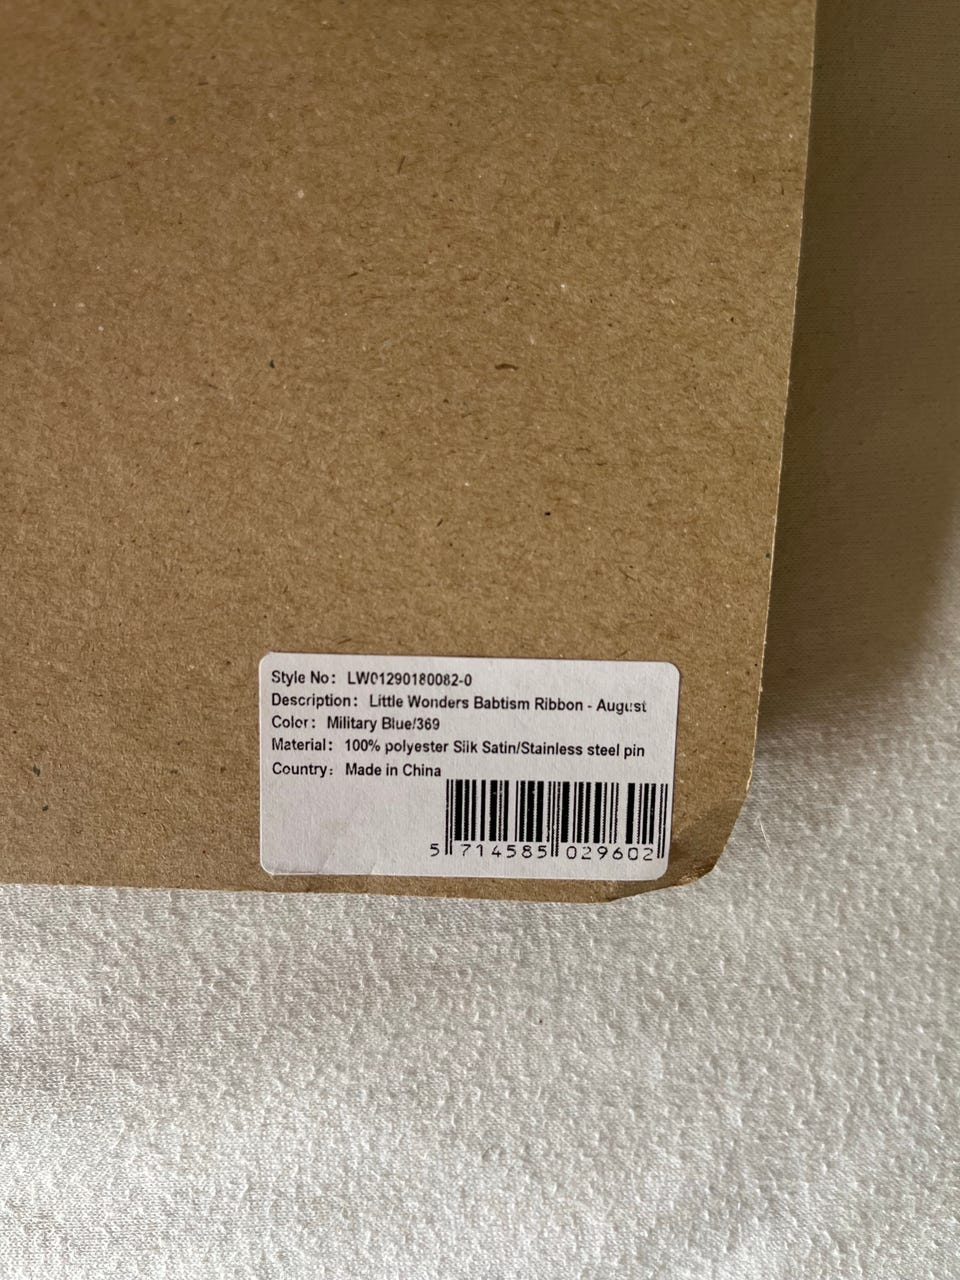 Style No: LW01290180082-0
Description: Little Wonders Babtism Ribbon - August
Color: Military Blue/369
Material: 100% polyester Silk Satin/Stainless steel pin
Country: Made in China
5 714585 029602